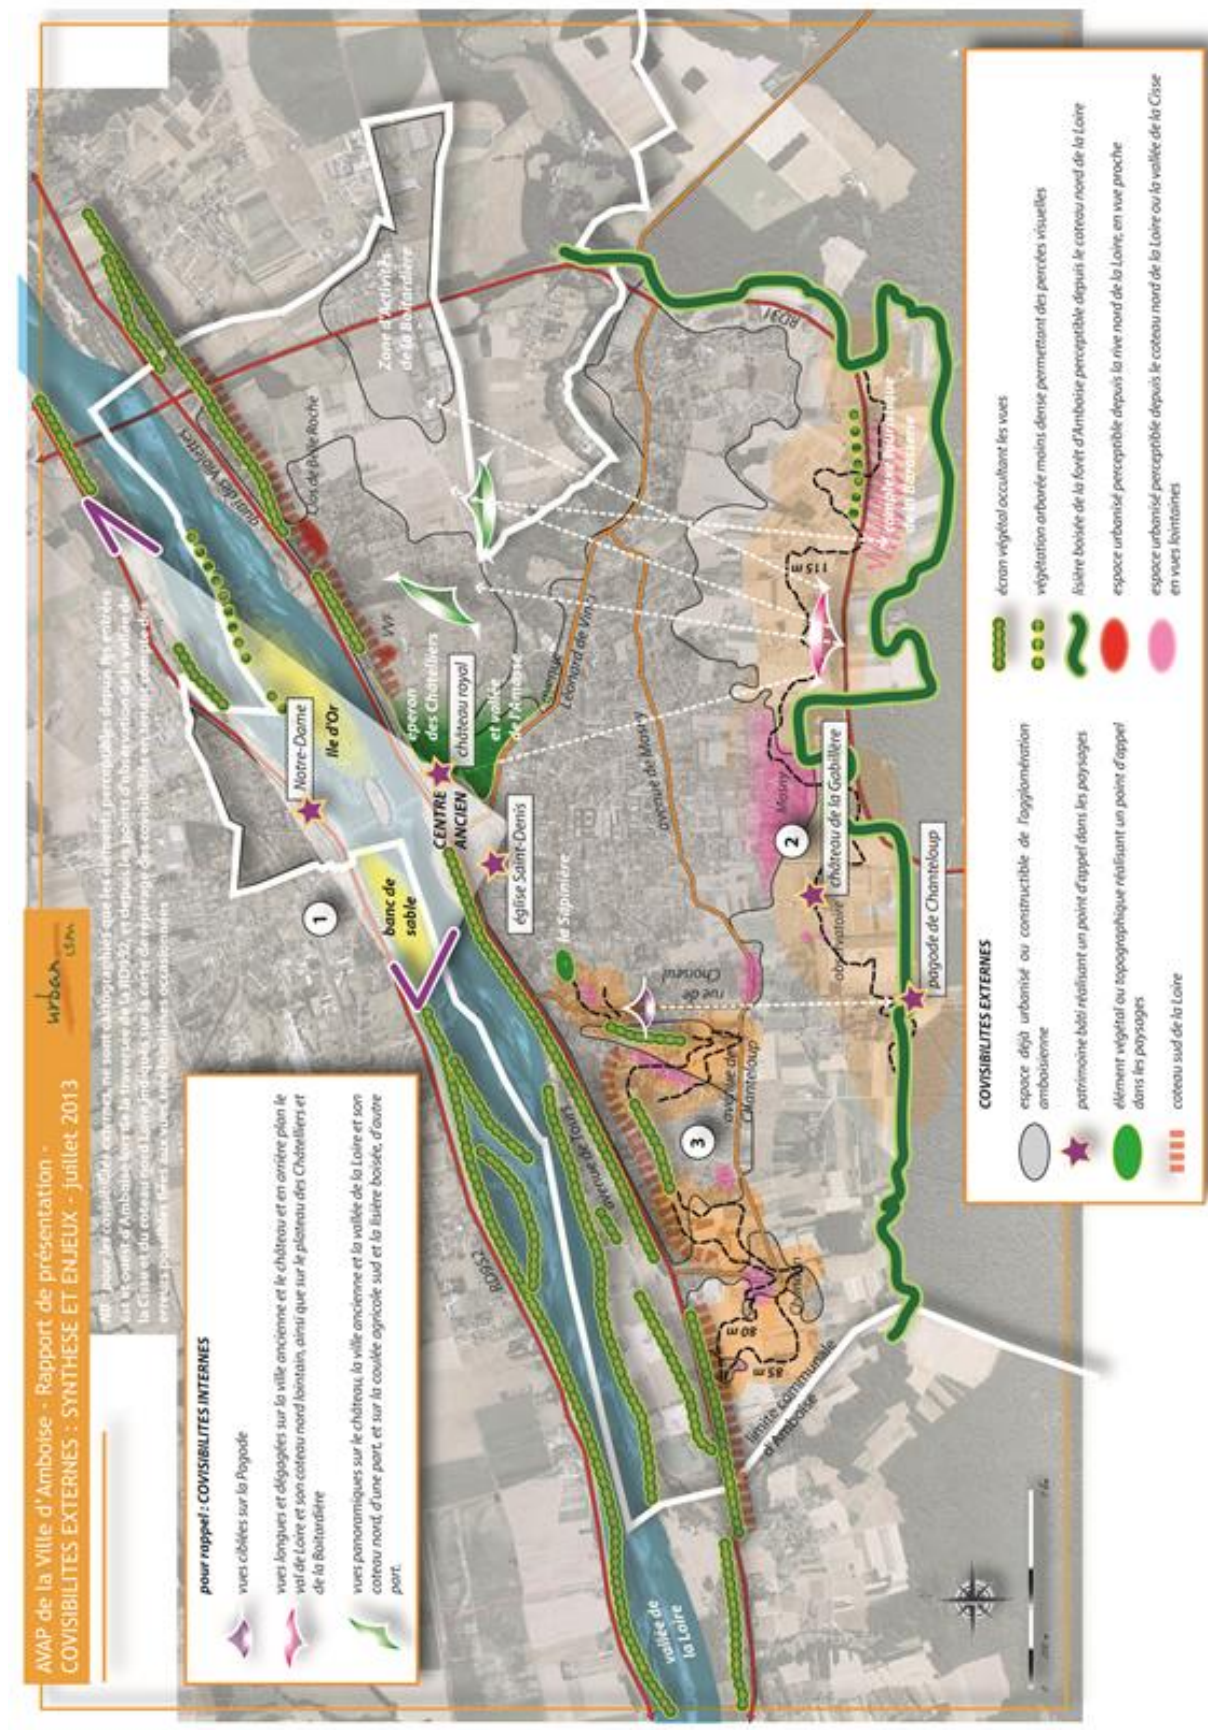 AVAP de la Ville d'Amboise - Rapport de présentation -
COVISIBILITES EXTERNES : SYNTHESE ET ENJEUX - juillet 2013
urban
ism
pour rappel : COVISIBILITES INTERNES
vues ciblées sur la Pagode
vues longues et dégagées sur la ville ancienne et le château et en arrière plan le
val de Loire et son coteau nord lointain, ainsi que sur le plateau des Châtelliers et
de la Boitardière
vues panoramiques sur le château, la ville ancienne et la vallée de la Loire et son
coteau nord, d'une part, et sur la coulée agricole sud et la lisière boisée, d'autre
part.
vallée de
la Loire
RD952
avenue de Tours
banc de
sable
1
Notre-Dame
Ile d'Or
CENTRE
ANCIEN
château royal
église Saint-Denis
éperon
des Châtelliers
et vallée
de l'Amasse
VVF
Clos de Belle Roche
quai des Violettes
Zone d'Activités
de la Boitardière
avenue
Léonard de Vinci
avenue de Mosny
la Sapinière
rue de
Choiseul
avenue de
Chanteloup
3
2
Mosny
château de la Gabillère
observatoire
pagode de Chanteloup
115 m
RD31
80 m
85 m
limite communale
d'Amboise
COVISIBILITES EXTERNES
espace déjà urbanisé ou constructible de l'agglomération
amboisienne
patrimoine bâti réalisant un point d'appel dans les paysages
élément végétal ou topographique réalisant un point d'appel
dans les paysages
coteau sud de la Loire
écran végétal occultant les vues
végétation arborée moins dense permettant des percées visuelles
lisière boisée de la forêt d'Amboise perceptible depuis le coteau nord de la Loire
espace urbanisé perceptible depuis la rive nord de la Loire, en vue proche
espace urbanisé perceptible depuis le coteau nord de la Loire ou la vallée de la Cisse
en vues lointaines